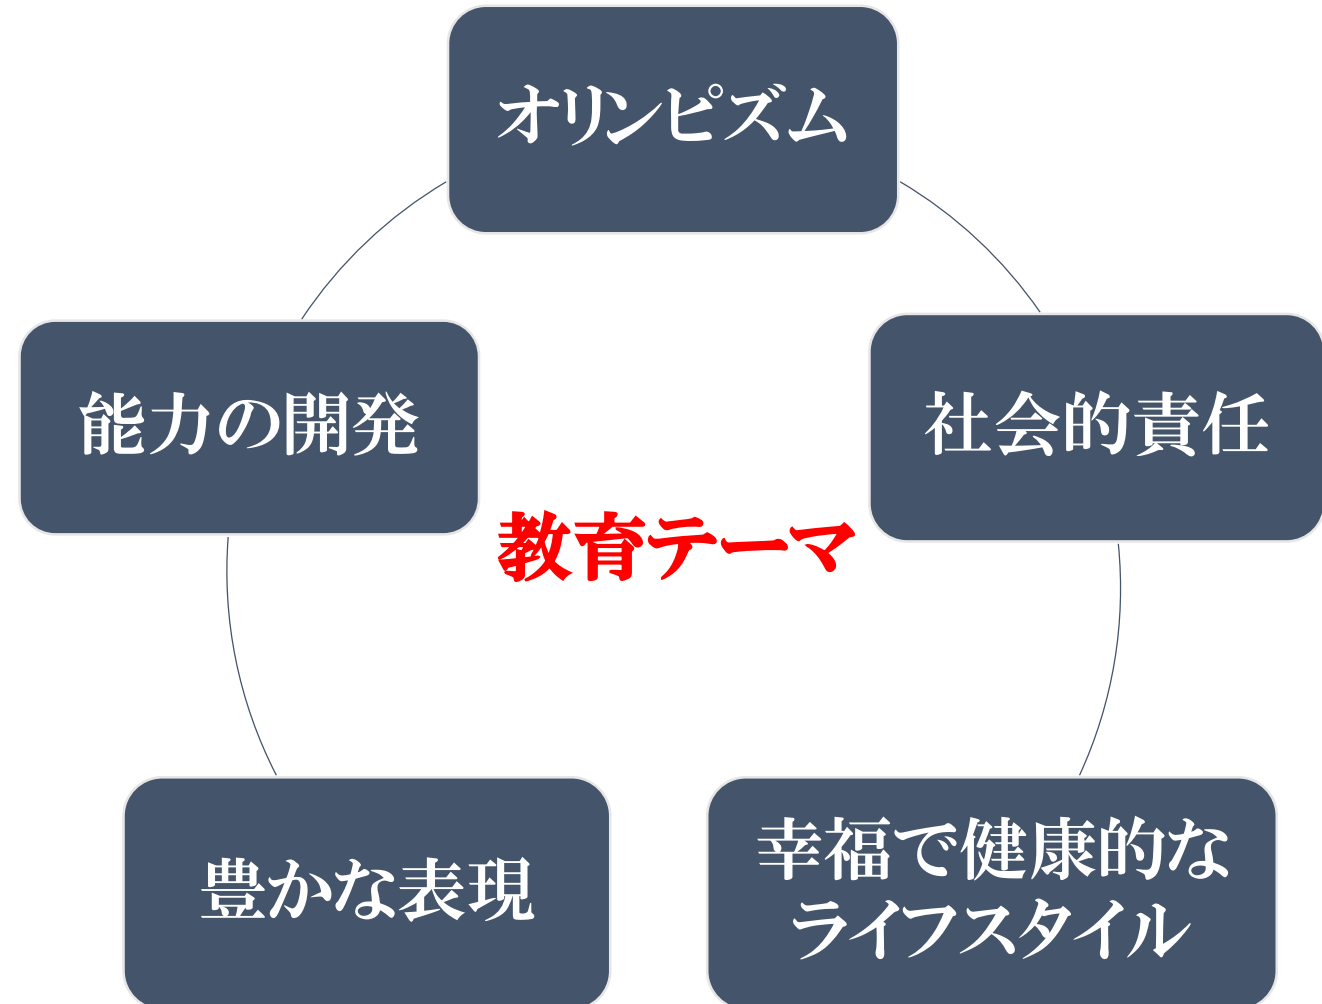 オリンピズム
能力の開発
社会的責任
教育テーマ
豊かな表現
幸福で健康的な
ライフスタイル